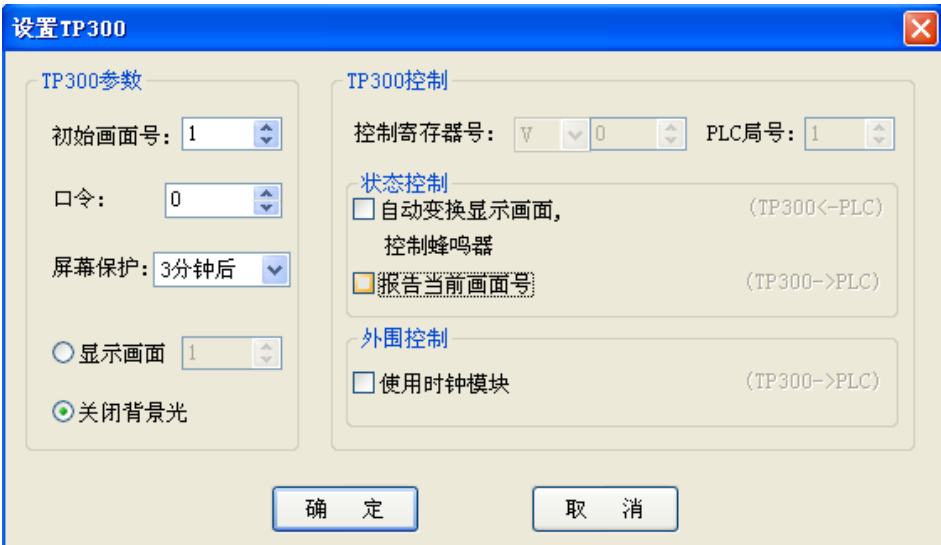 设置TP300
TP300参数
初始画面号: 1
口令: 0
屏幕保护: 3分钟后
显示画面 1
关闭背景光
TP300控制
控制寄存器号: V 0 PLC局号: 1
状态控制
自动变换显示画面, (TP300<-PLC)
控制蜂鸣器
报告当前画面号 (TP300->PLC)
外围控制
使用时钟模块 (TP300->PLC)
确 定 取 消